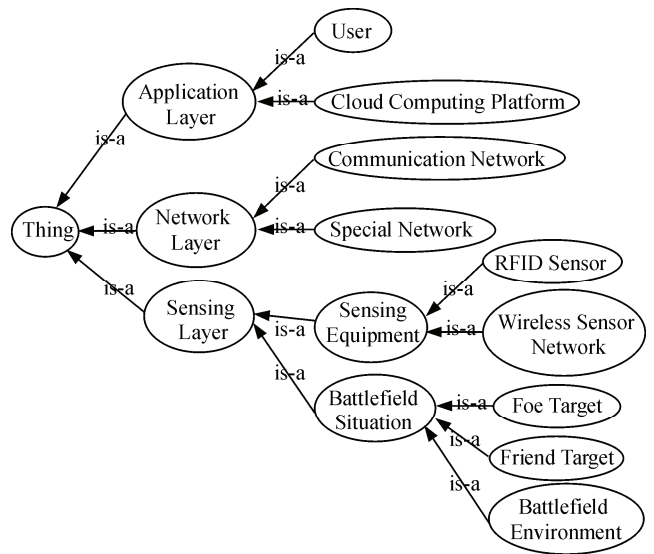 User
is-a
Application
Layer
is-a
Cloud Computing Platform
is-a
Communication Network
is-a
Thing
is-a
Network
Layer
is-a
Special Network
RFID Sensor
is-a
is-a
Sensing
Layer
is-a
Sensing
Equipment
is-a
Wireless Sensor
Network
is-a
Battlefield
Situation
is-a
Foe Target
is-a
Friend Target
is-a
Battlefield
Environment